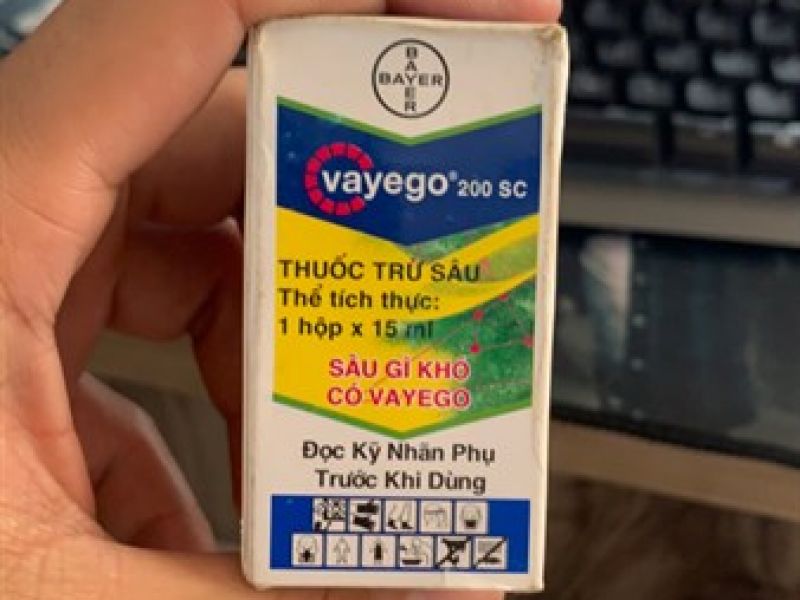 BAYER
BAYER
vayego® 200 SC
THUỐC TRỪ SÂU
Thể tích thực:
1 hộp x 15 ml
SÂU GÌ KHÓ
CÓ VAYEGO
Đọc Kỹ Nhãn Phụ
Trước Khi Dùng